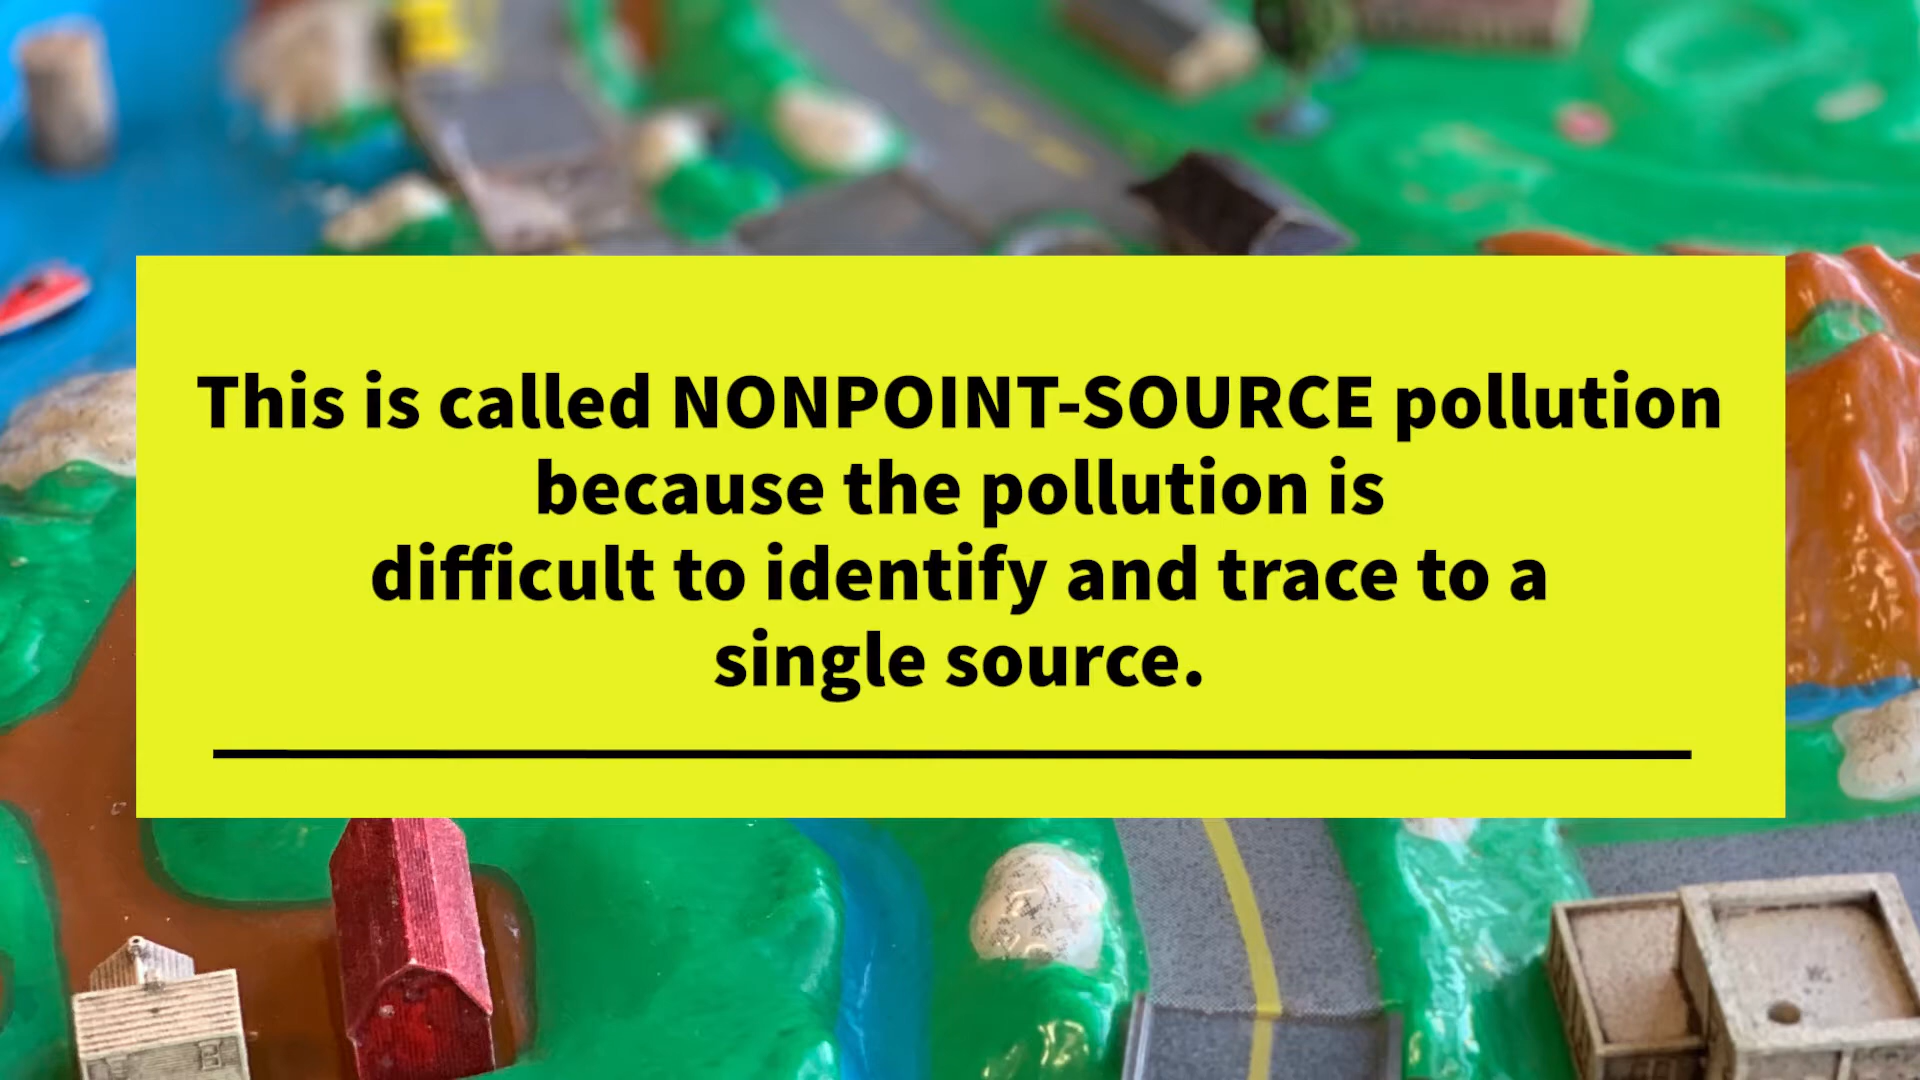 This is called NONPOINT-SOURCE pollution
because the pollution is
difficult to identify and trace to a
single source.